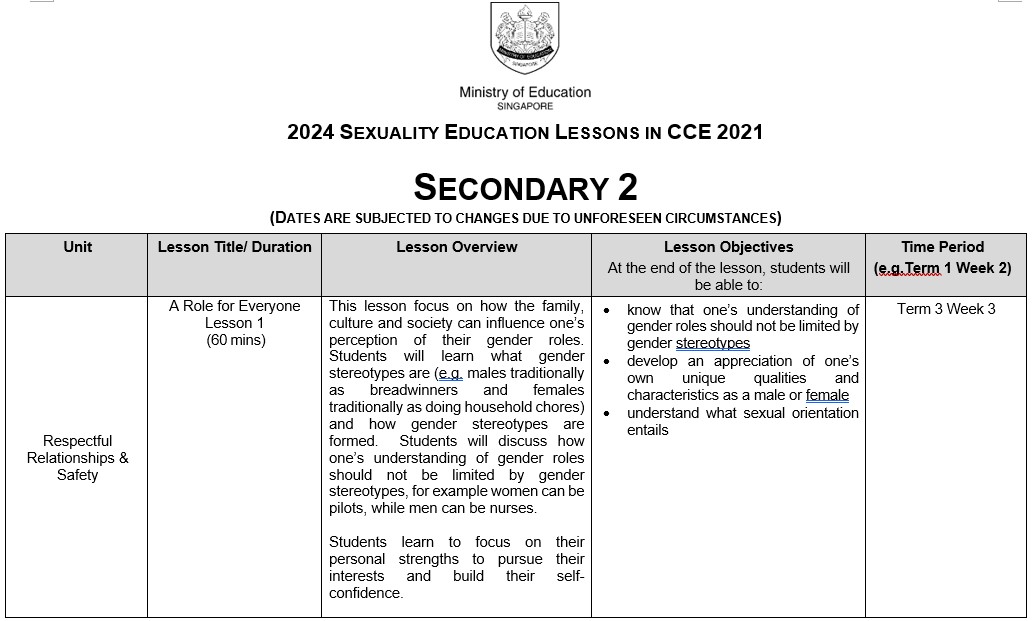 Ministry of Education
SINGAPORE
2024 SEXUALITY EDUCATION LESSONS IN CCE 2021
SECONDARY 2
(DATES ARE SUBJECTED TO CHANGES DUE TO UNFORESEEN CIRCUMSTANCES)
Unit
Lesson Title/ Duration
Lesson Overview
Lesson Objectives
At the end of the lesson, students will
be able to:
Time Period
(e.g.Term 1 Week 2)
Respectful
Relationships &
Safety
A Role for Everyone
Lesson 1
(60 mins)
This lesson focus on how the family,
culture and society can influence one's
perception of their gender roles.
Students will learn what gender
stereotypes are (e.g. males traditionally
as breadwinners and females
traditionally as doing household chores)
and how gender stereotypes are
formed. Students will discuss how
one's understanding of gender roles
should not be limited by gender
stereotypes, for example women can be
pilots, while men can be nurses.
Students learn to focus on their
personal strengths to pursue their
interests and build their self-
confidence.
• know that one's understanding of
gender roles should not be limited by
gender stereotypes
• develop an appreciation of one's
own unique qualities and
characteristics as a male or female
• understand what sexual orientation
entails
Term 3 Week 3